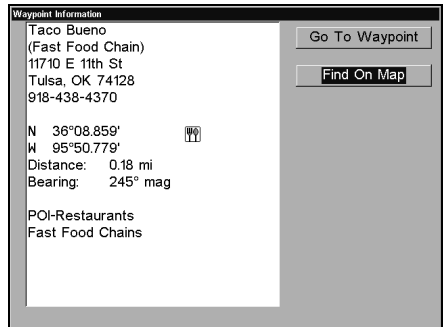 Waypoint Information
Taco Bueno
(Fast Food Chain)
11710 E 11th St
Tulsa, OK 74128
918-438-4370
N 36°08.859'
W 95°50.779'
Distance: 0.18 mi
Bearing: 245° mag
POI-Restaurants
Fast Food Chains
Go To Waypoint
Find On Map